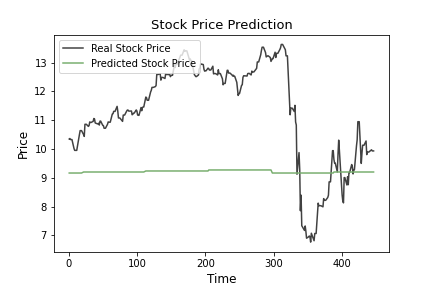 Stock Price Prediction
Real Stock Price
Predicted Stock Price
Price
13
12
11
10
9
8
7
0 100 200 300 400
Time